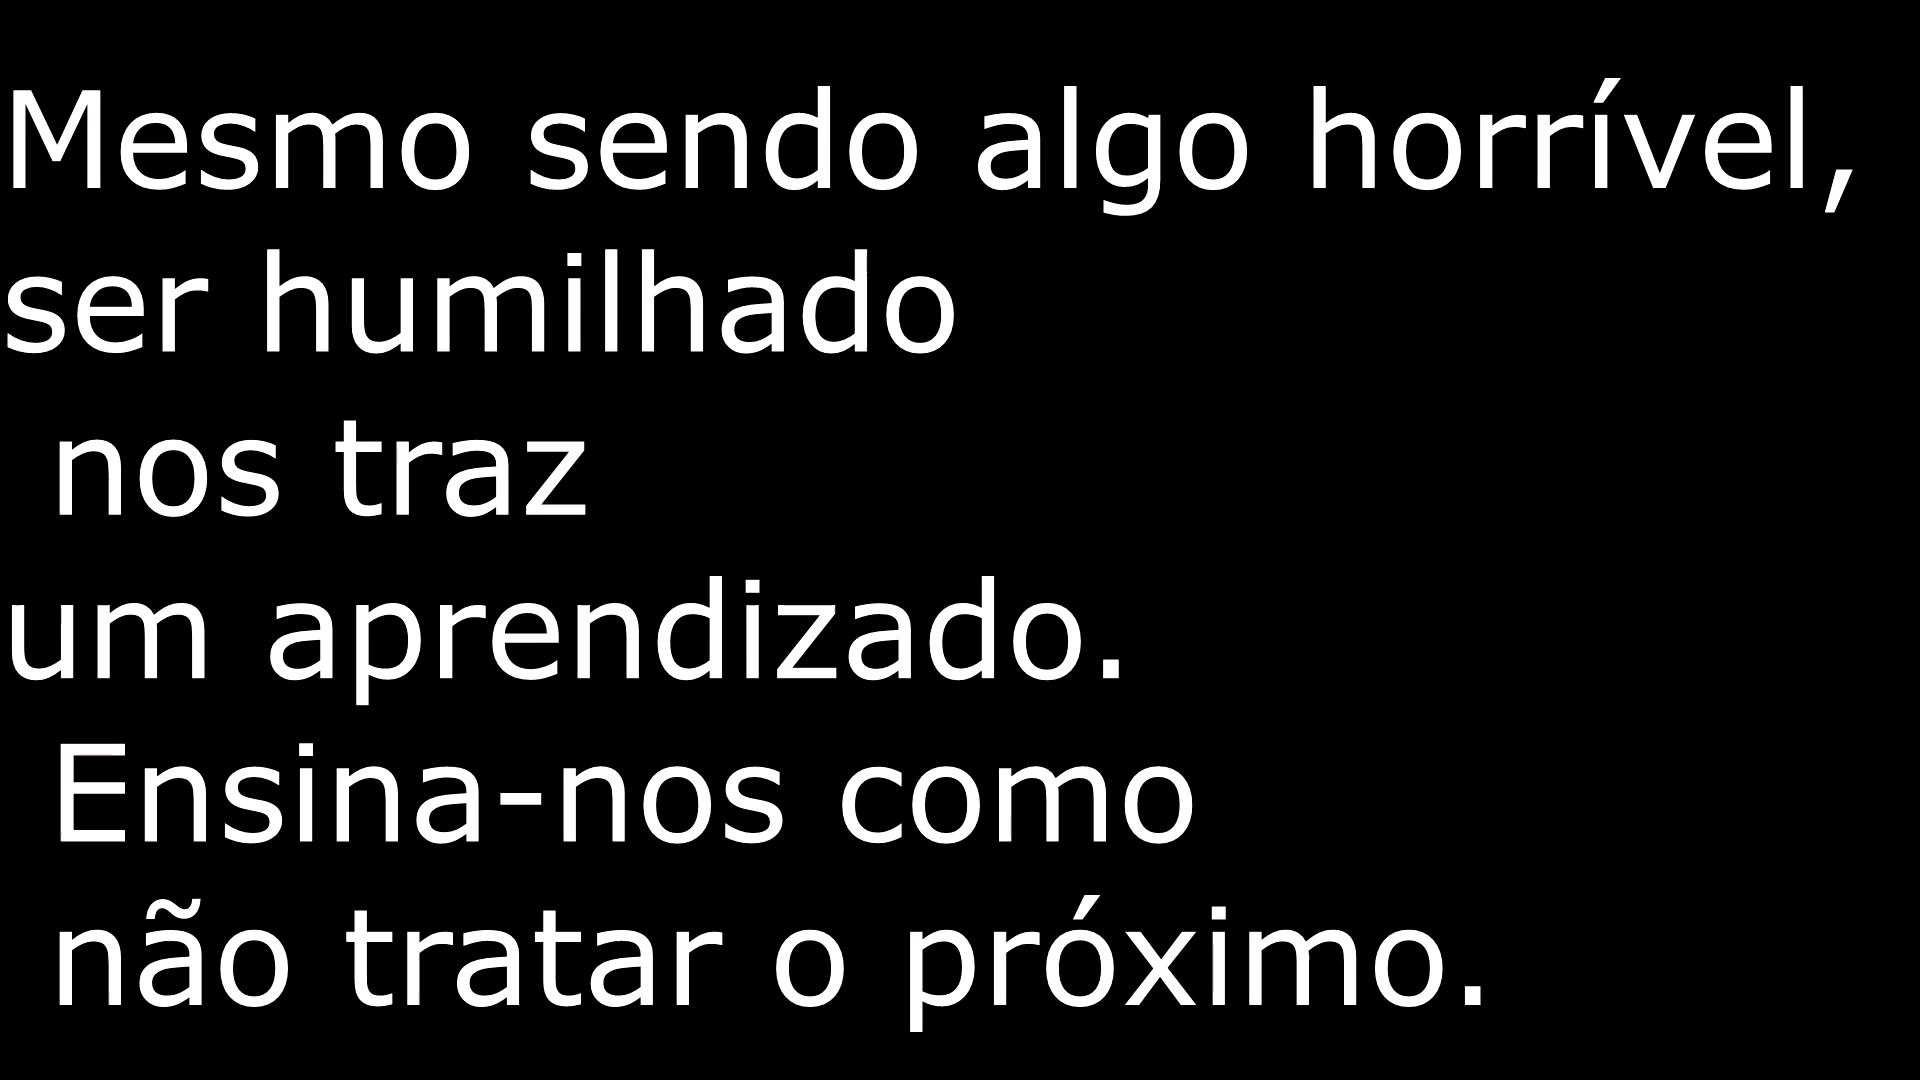 Mesmo sendo algo horrível,
ser humilhado
nos traz
um aprendizado.
Ensina-nos como
não tratar o próximo.